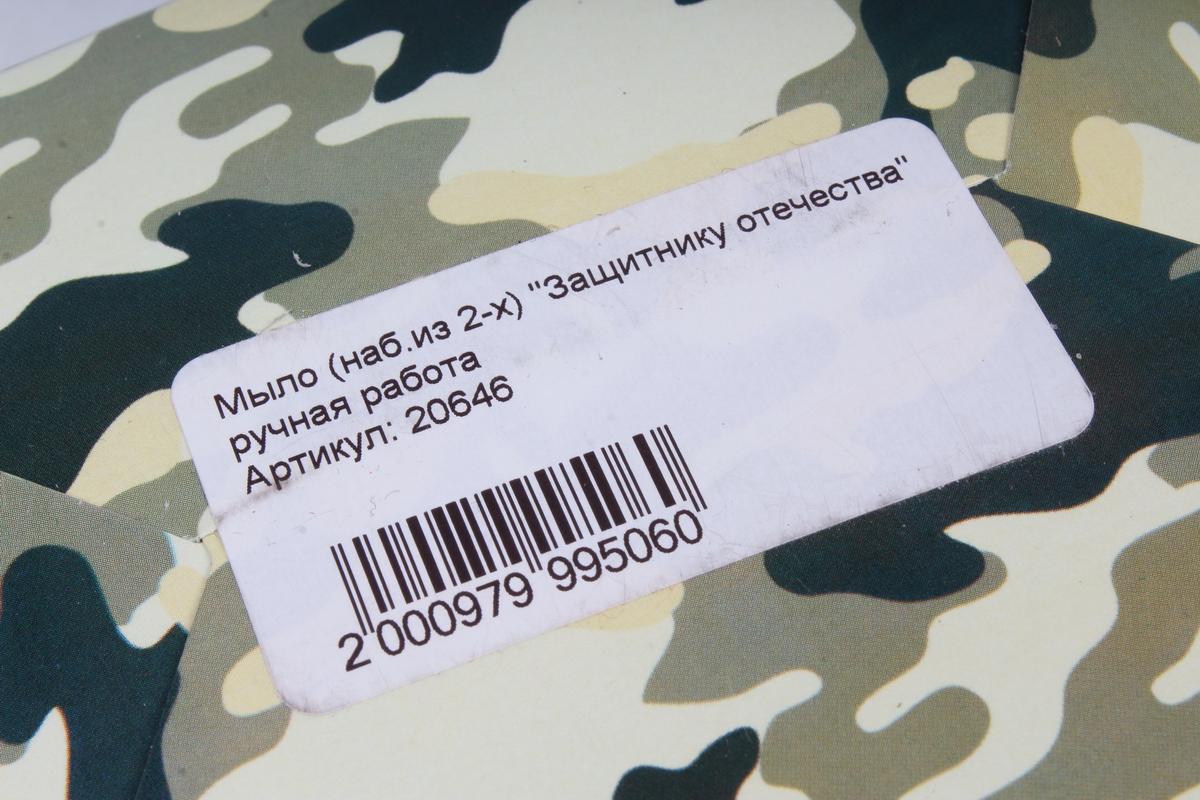 Мыло (наб.из 2-х) "Защитнику отечества"
ручная работа
Артикул: 20646
2 000979 995060